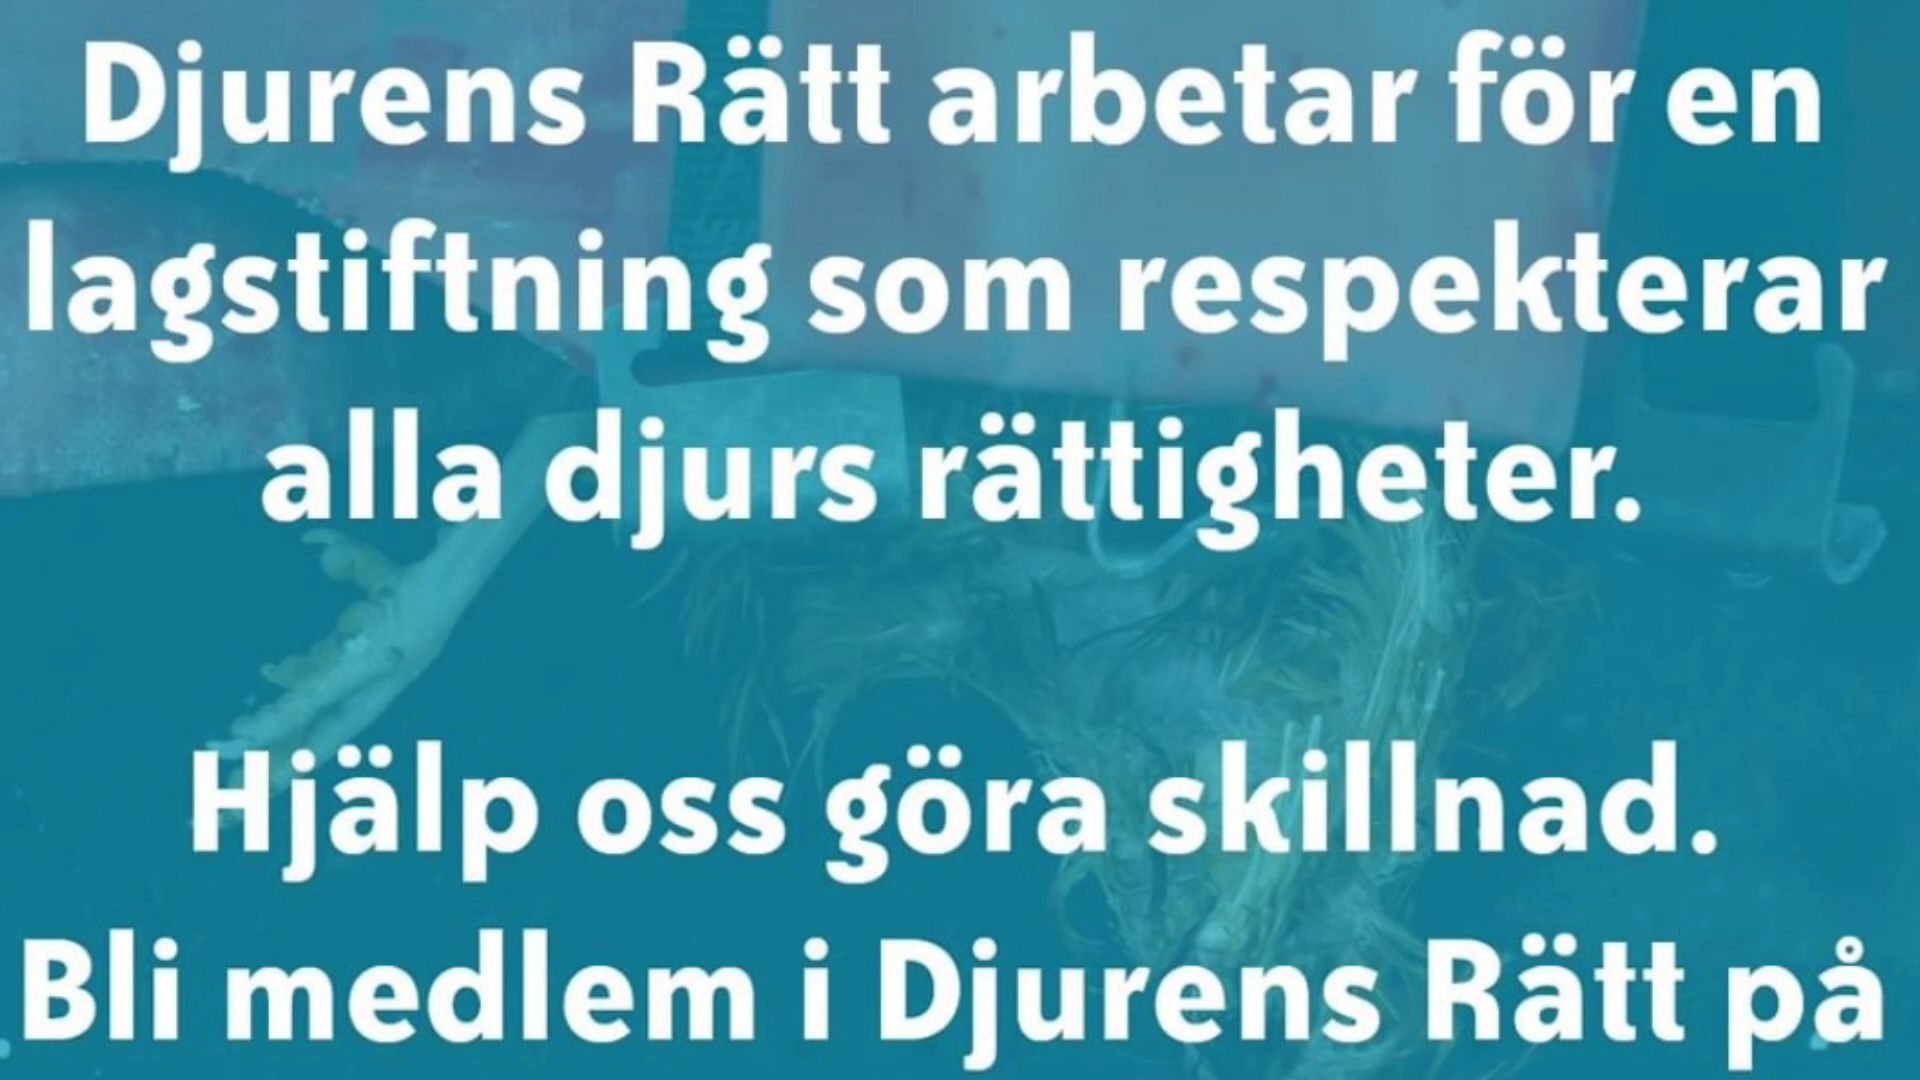 Djurens Rätt arbetar för en
lagstiftning som respekterar
alla djurs rättigheter.
Hjälp oss göra skillnad.
Bli medlem i Djurens Rätt på